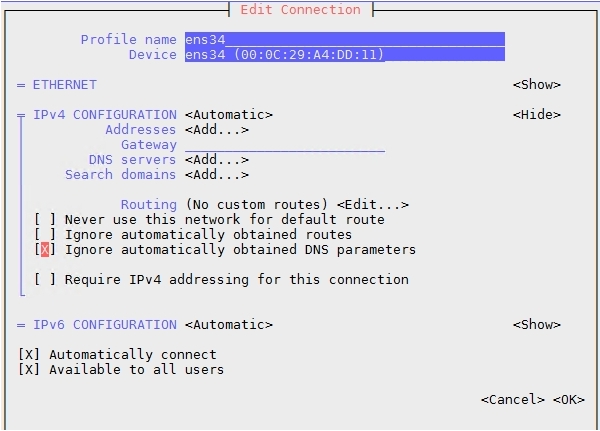 Edit Connection
Profile name ens34
Device ens34 (00:0C:29:A4:DD:11)
= ETHERNET <Show>
= IPv4 CONFIGURATION <Automatic> <Hide>
Addresses <Add...>
Gateway
DNS servers <Add...>
Search domains <Add...>
Routing (No custom routes) <Edit...>
[ ] Never use this network for default route
[ ] Ignore automatically obtained routes
[X] Ignore automatically obtained DNS parameters
[ ] Require IPv4 addressing for this connection
= IPv6 CONFIGURATION <Automatic> <Show>
[X] Automatically connect
[X] Available to all users
<Cancel> <OK>